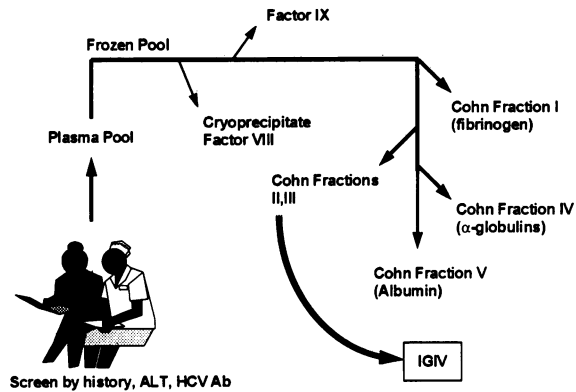 Factor IX
Frozen Pool
Cohn Fraction I
(fibrinogen)
Cryoprecipitate
Factor VIII
Plasma Pool
Cohn Fractions
II,III
Cohn Fraction IV
(α-globulins)
Cohn Fraction V
(Albumin)
IGIV
Screen by history, ALT, HCV Ab